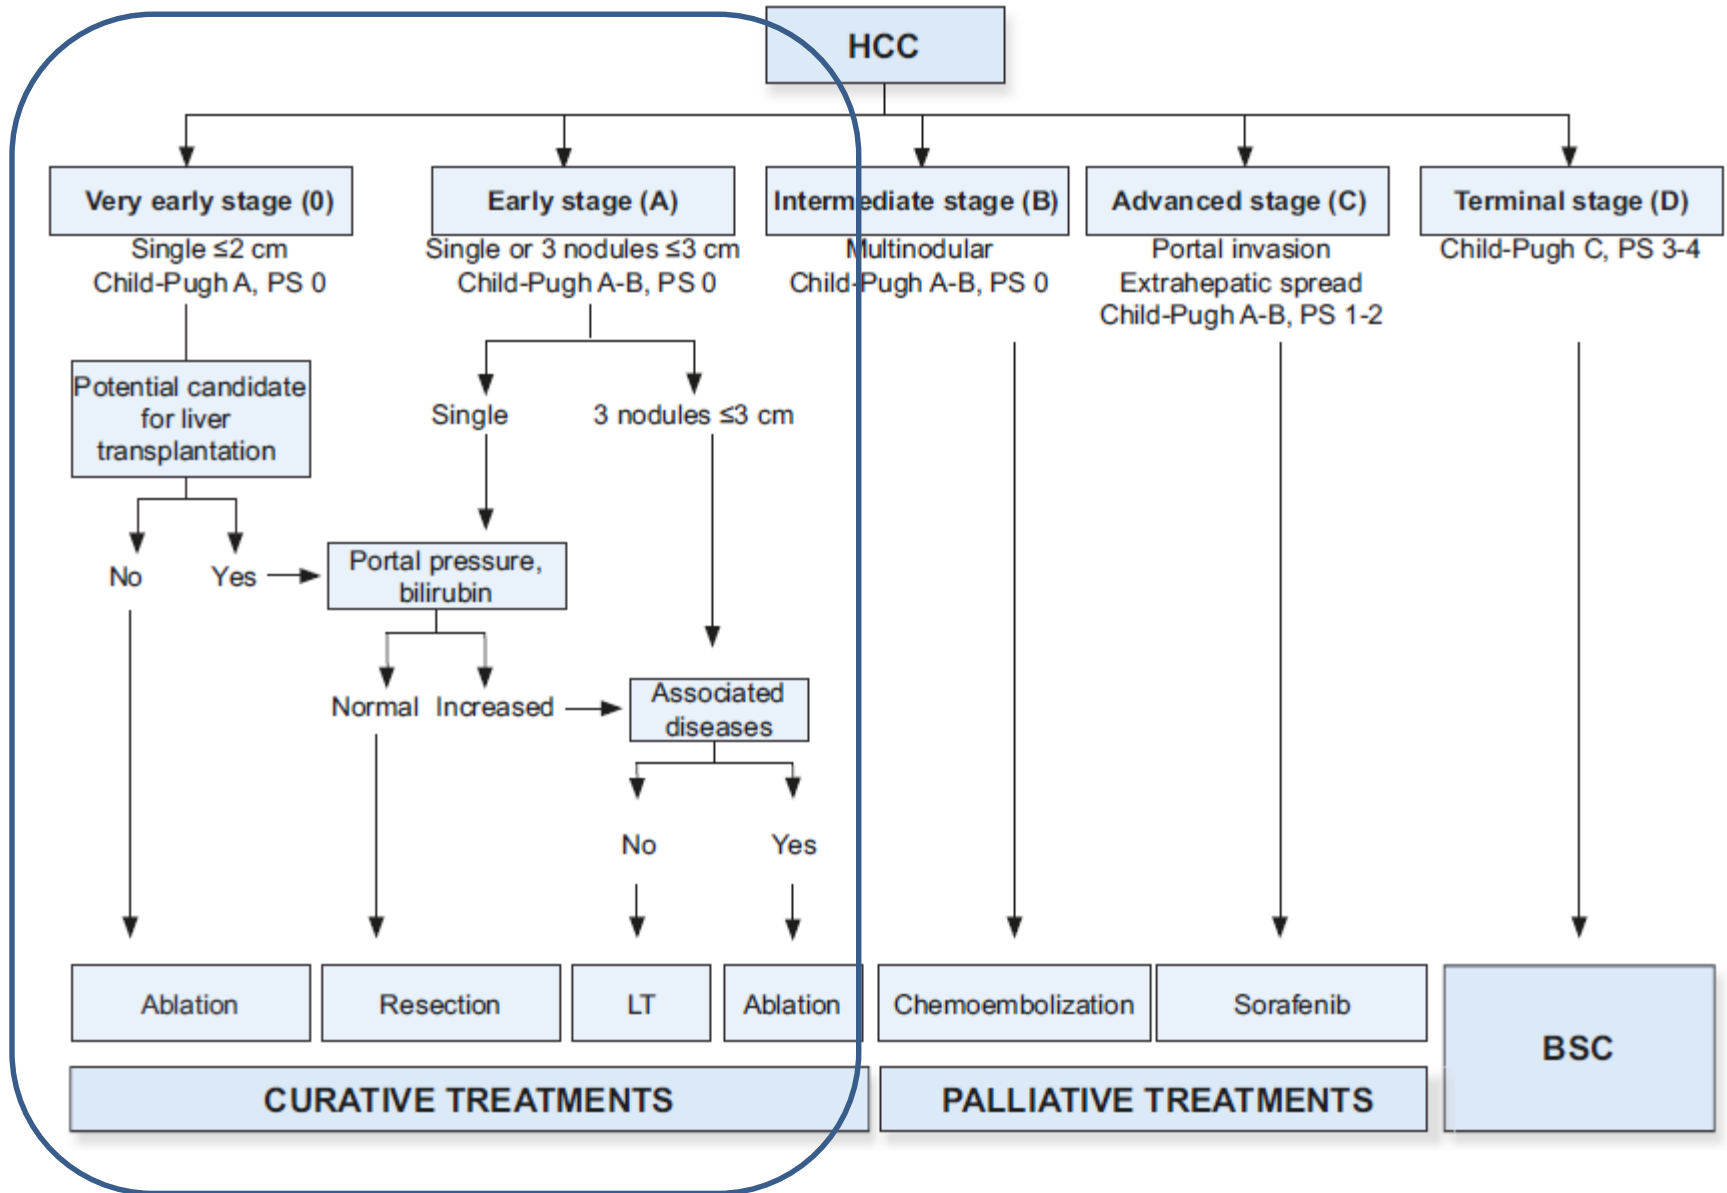 HCC
Very early stage (0)
Single ≤2 cm
Child-Pugh A, PS 0
Early stage (A)
Single or 3 nodules ≤3 cm
Child-Pugh A-B, PS 0
Intermediate stage (B)
Multinodular
Child-Pugh A-B, PS 0
Advanced stage (C)
Portal invasion
Extrahepatic spread
Child-Pugh A-B, PS 1-2
Terminal stage (D)
Child-Pugh C, PS 3-4
Potential candidate
for liver
transplantation
Single
3 nodules ≤3 cm
No
Yes
Portal pressure,
bilirubin
Normal
Increased
Associated
diseases
No
Yes
Ablation
Resection
LT
Ablation
Chemoembolization
Sorafenib
BSC
CURATIVE TREATMENTS
PALLIATIVE TREATMENTS